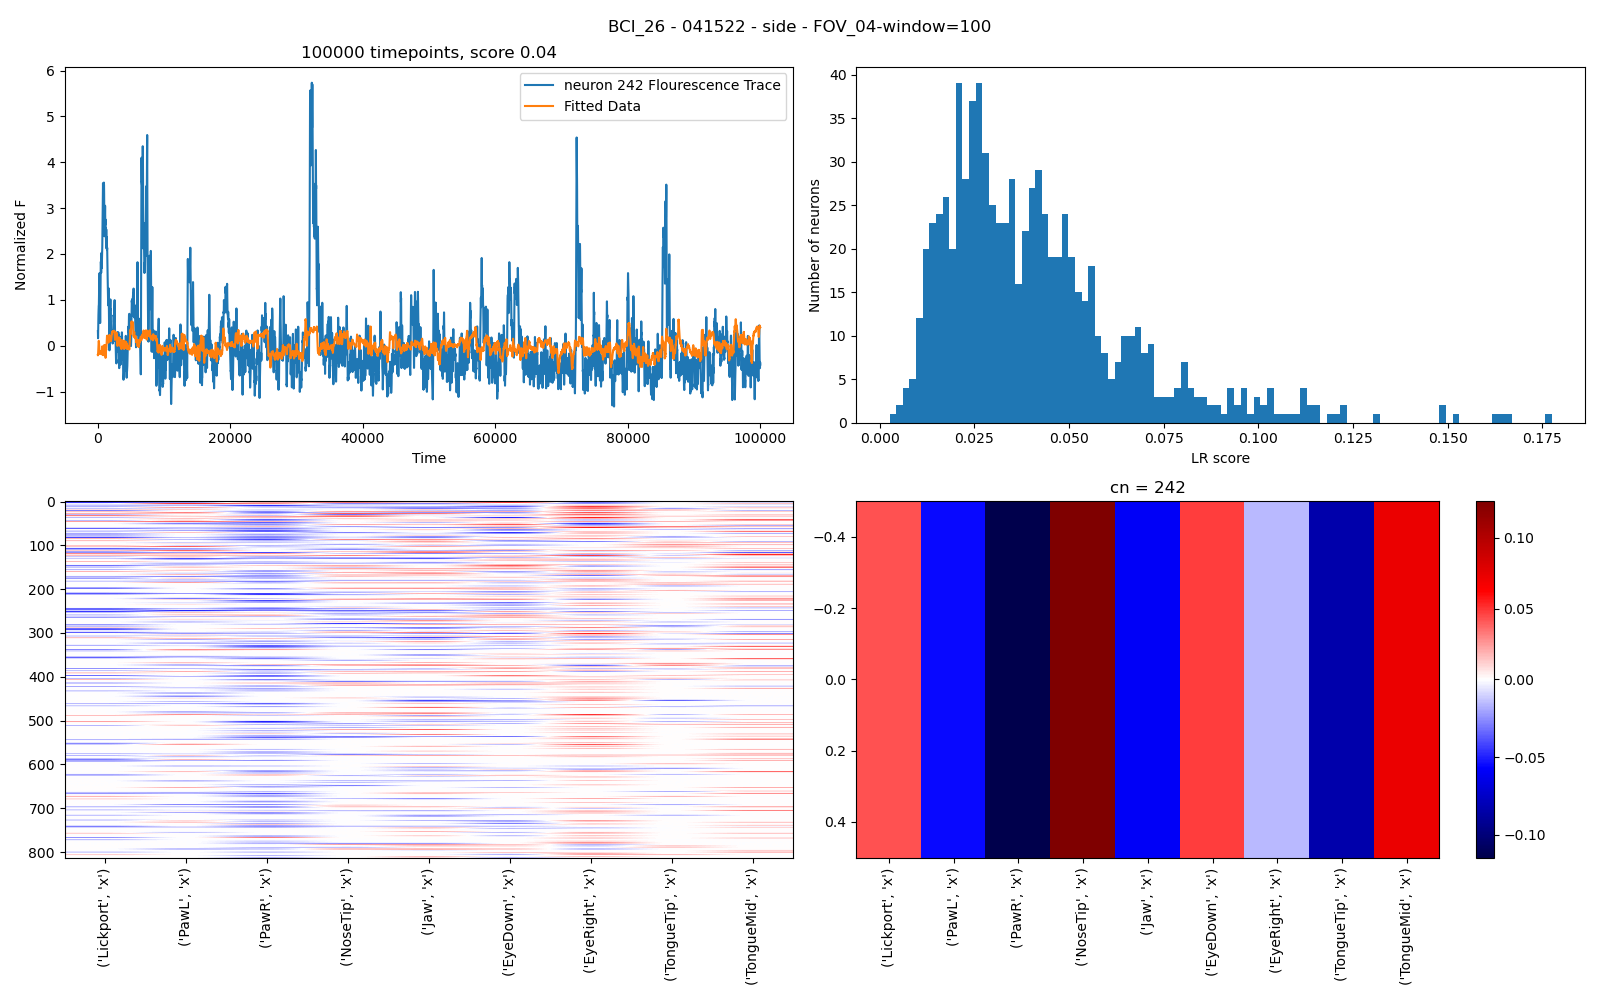 BCI_26 - 041522 - side - FOV_04-window=100
100000 timepoints, score 0.04
neuron 242 Flourescence Trace
Fitted Data
Normalized F
6
5
4
3
2
1
0
−1
0 20000 40000 60000 80000 100000
Time
Number of neurons
40
35
30
25
20
15
10
5
0
0.000 0.025 0.050 0.075 0.100 0.125 0.150 0.175
LR score
0
100
200
300
400
500
600
700
800
('Lickport', 'x')
('PawL', 'x')
('PawR', 'x')
('NoseTip', 'x')
('Jaw', 'x')
('EyeDown', 'x')
('EyeRight', 'x')
('TongueTip', 'x')
('TongueMid', 'x')
cn = 242
−0.4
−0.2
0.0
0.2
0.4
('Lickport', 'x')
('PawL', 'x')
('PawR', 'x')
('NoseTip', 'x')
('Jaw', 'x')
('EyeDown', 'x')
('EyeRight', 'x')
('TongueTip', 'x')
('TongueMid', 'x')
0.10
0.05
0.00
−0.05
−0.10